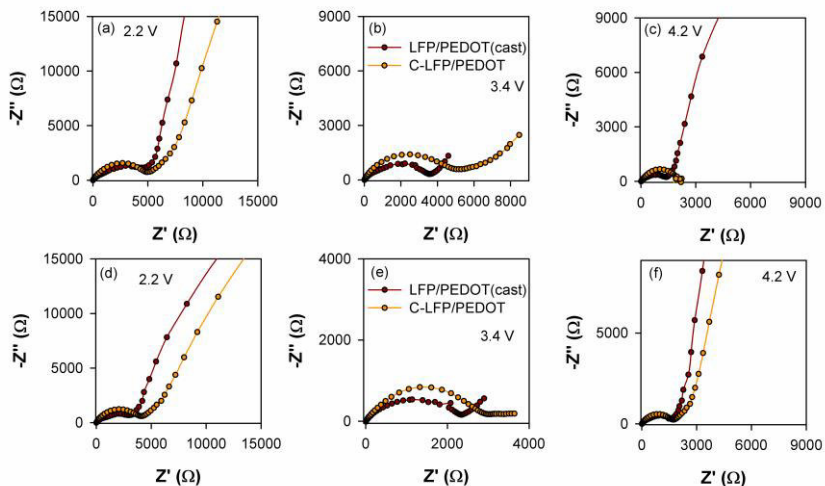 (a) 2.2 V
15000
10000
5000
0
-Z'' (Ω)
0 5000 10000 15000
Z' (Ω)
(b)
LFP/PEDOT(cast)
C-LFP/PEDOT
3.4 V
9000
6000
3000
0
-Z'' (Ω)
0 2000 4000 6000 8000
Z' (Ω)
(c) 4.2 V
9000
6000
3000
0
-Z'' (Ω)
0 3000 6000 9000
Z' (Ω)
(d) 2.2 V
15000
10000
5000
0
-Z'' (Ω)
0 5000 10000 15000
Z' (Ω)
(e)
LFP/PEDOT(cast)
C-LFP/PEDOT
3.4 V
4000
2000
0
-Z'' (Ω)
0 2000 4000
Z' (Ω)
(f) 4.2 V
5000
0
-Z'' (Ω)
0 3000 6000 9000
Z' (Ω)